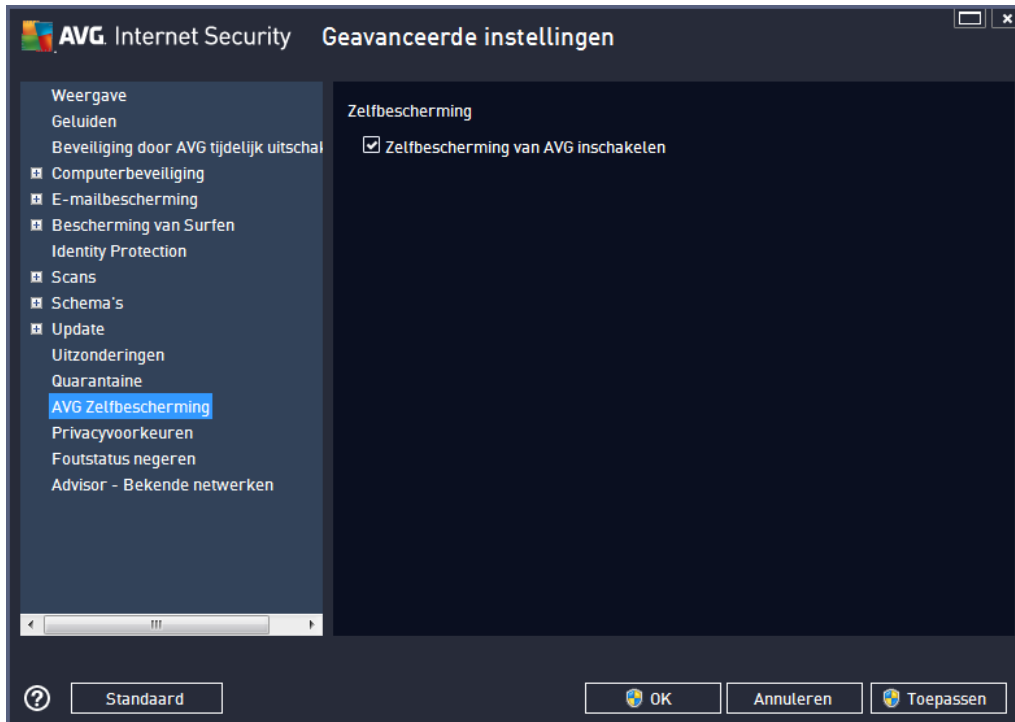 AVG. Internet Security Geavanceerde instellingen
Weergave
Geluiden
Beveiliging door AVG tijdelijk uitschak
Computerbeveiliging
E-mailbescherming
Bescherming van Surfen
Identity Protection
Scans
Schema's
Update
Uitzonderingen
Quarantaine
AVG Zelfbescherming
Privacyvoorkeuren
Foutstatus negeren
Advisor - Bekende netwerken
Zelfbescherming
Zelfbescherming van AVG inschakelen
? Standaard OK Annuleren Toepassen